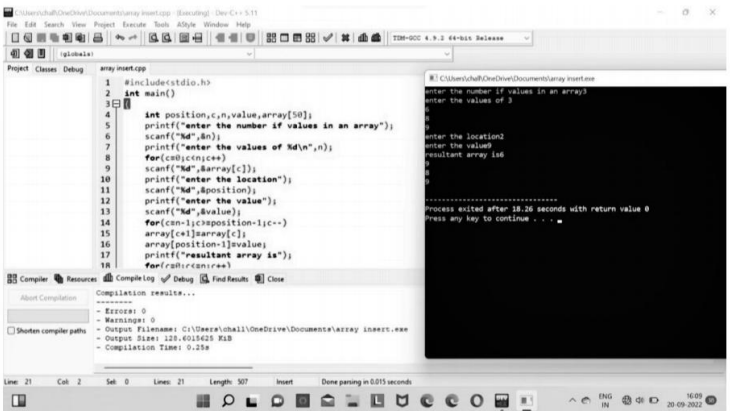 C:\Users\chall\OneDrive\Documents\array insert.cpp - [Executing] - Dev-C++ 5.11
File Edit Search View Project Execute Tools AStyle Window Help
TDM-GCC 4.9.2 64-bit Release
(globals)
Project Classes Debug array insert.cpp
1 #include<stdio.h>
2 int main()
3 {
4 int position,c,n,value,array[50];
5 printf("enter the number if values in an array");
6 scanf("%d",&n);
7 printf("enter the values of %d\n",n);
8 for(c=0;c<n;c++)
9 scanf("%d",&array[c]);
10 printf("enter the location");
11 scanf("%d",&position);
12 printf("enter the value");
13 scanf("%d",&value);
14 for(c=n-1;c>=position-1;c--)
15 array[c+1]=array[c];
16 array[position-1]=value;
17 printf("resultant array is");
18 for(c=0;c<=n;c++)
C:\Users\chall\OneDrive\Documents\array insert.exe
enter the number if values in an array3
enter the values of 3
6
8
9
enter the location2
enter the value9
resultant array is6
9
8
9
--------------------------------
Process exited after 18.26 seconds with return value 0
Press any key to continue . . .
Compiler Resources Compile Log Debug Find Results Close
Abort Compilation
Shorten compiler paths
Compilation results...
--------
- Errors: 0
- Warnings: 0
- Output Filename: C:\Users\chall\OneDrive\Documents\array insert.exe
- Output Size: 128.6015625 KiB
- Compilation Time: 0.25s
Line: 21 Col: 2 Sel: 0 Lines: 21 Length: 507 Insert Done parsing in 0.015 seconds
ENG
IN
16:09
20-09-2022